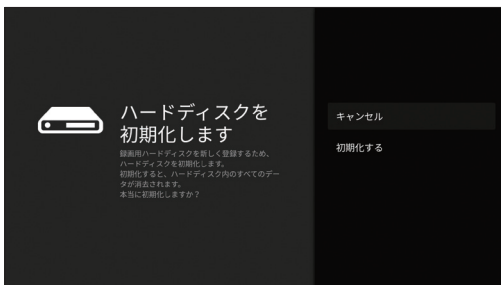 ハードディスクを
初期化します
録画用ハードディスクを新しく登録するため、
ハードディスクを初期化します。
初期化すると、ハードディスク内のすべてのデー
タが消去されます。
本当に初期化しますか？
キャンセル
初期化する